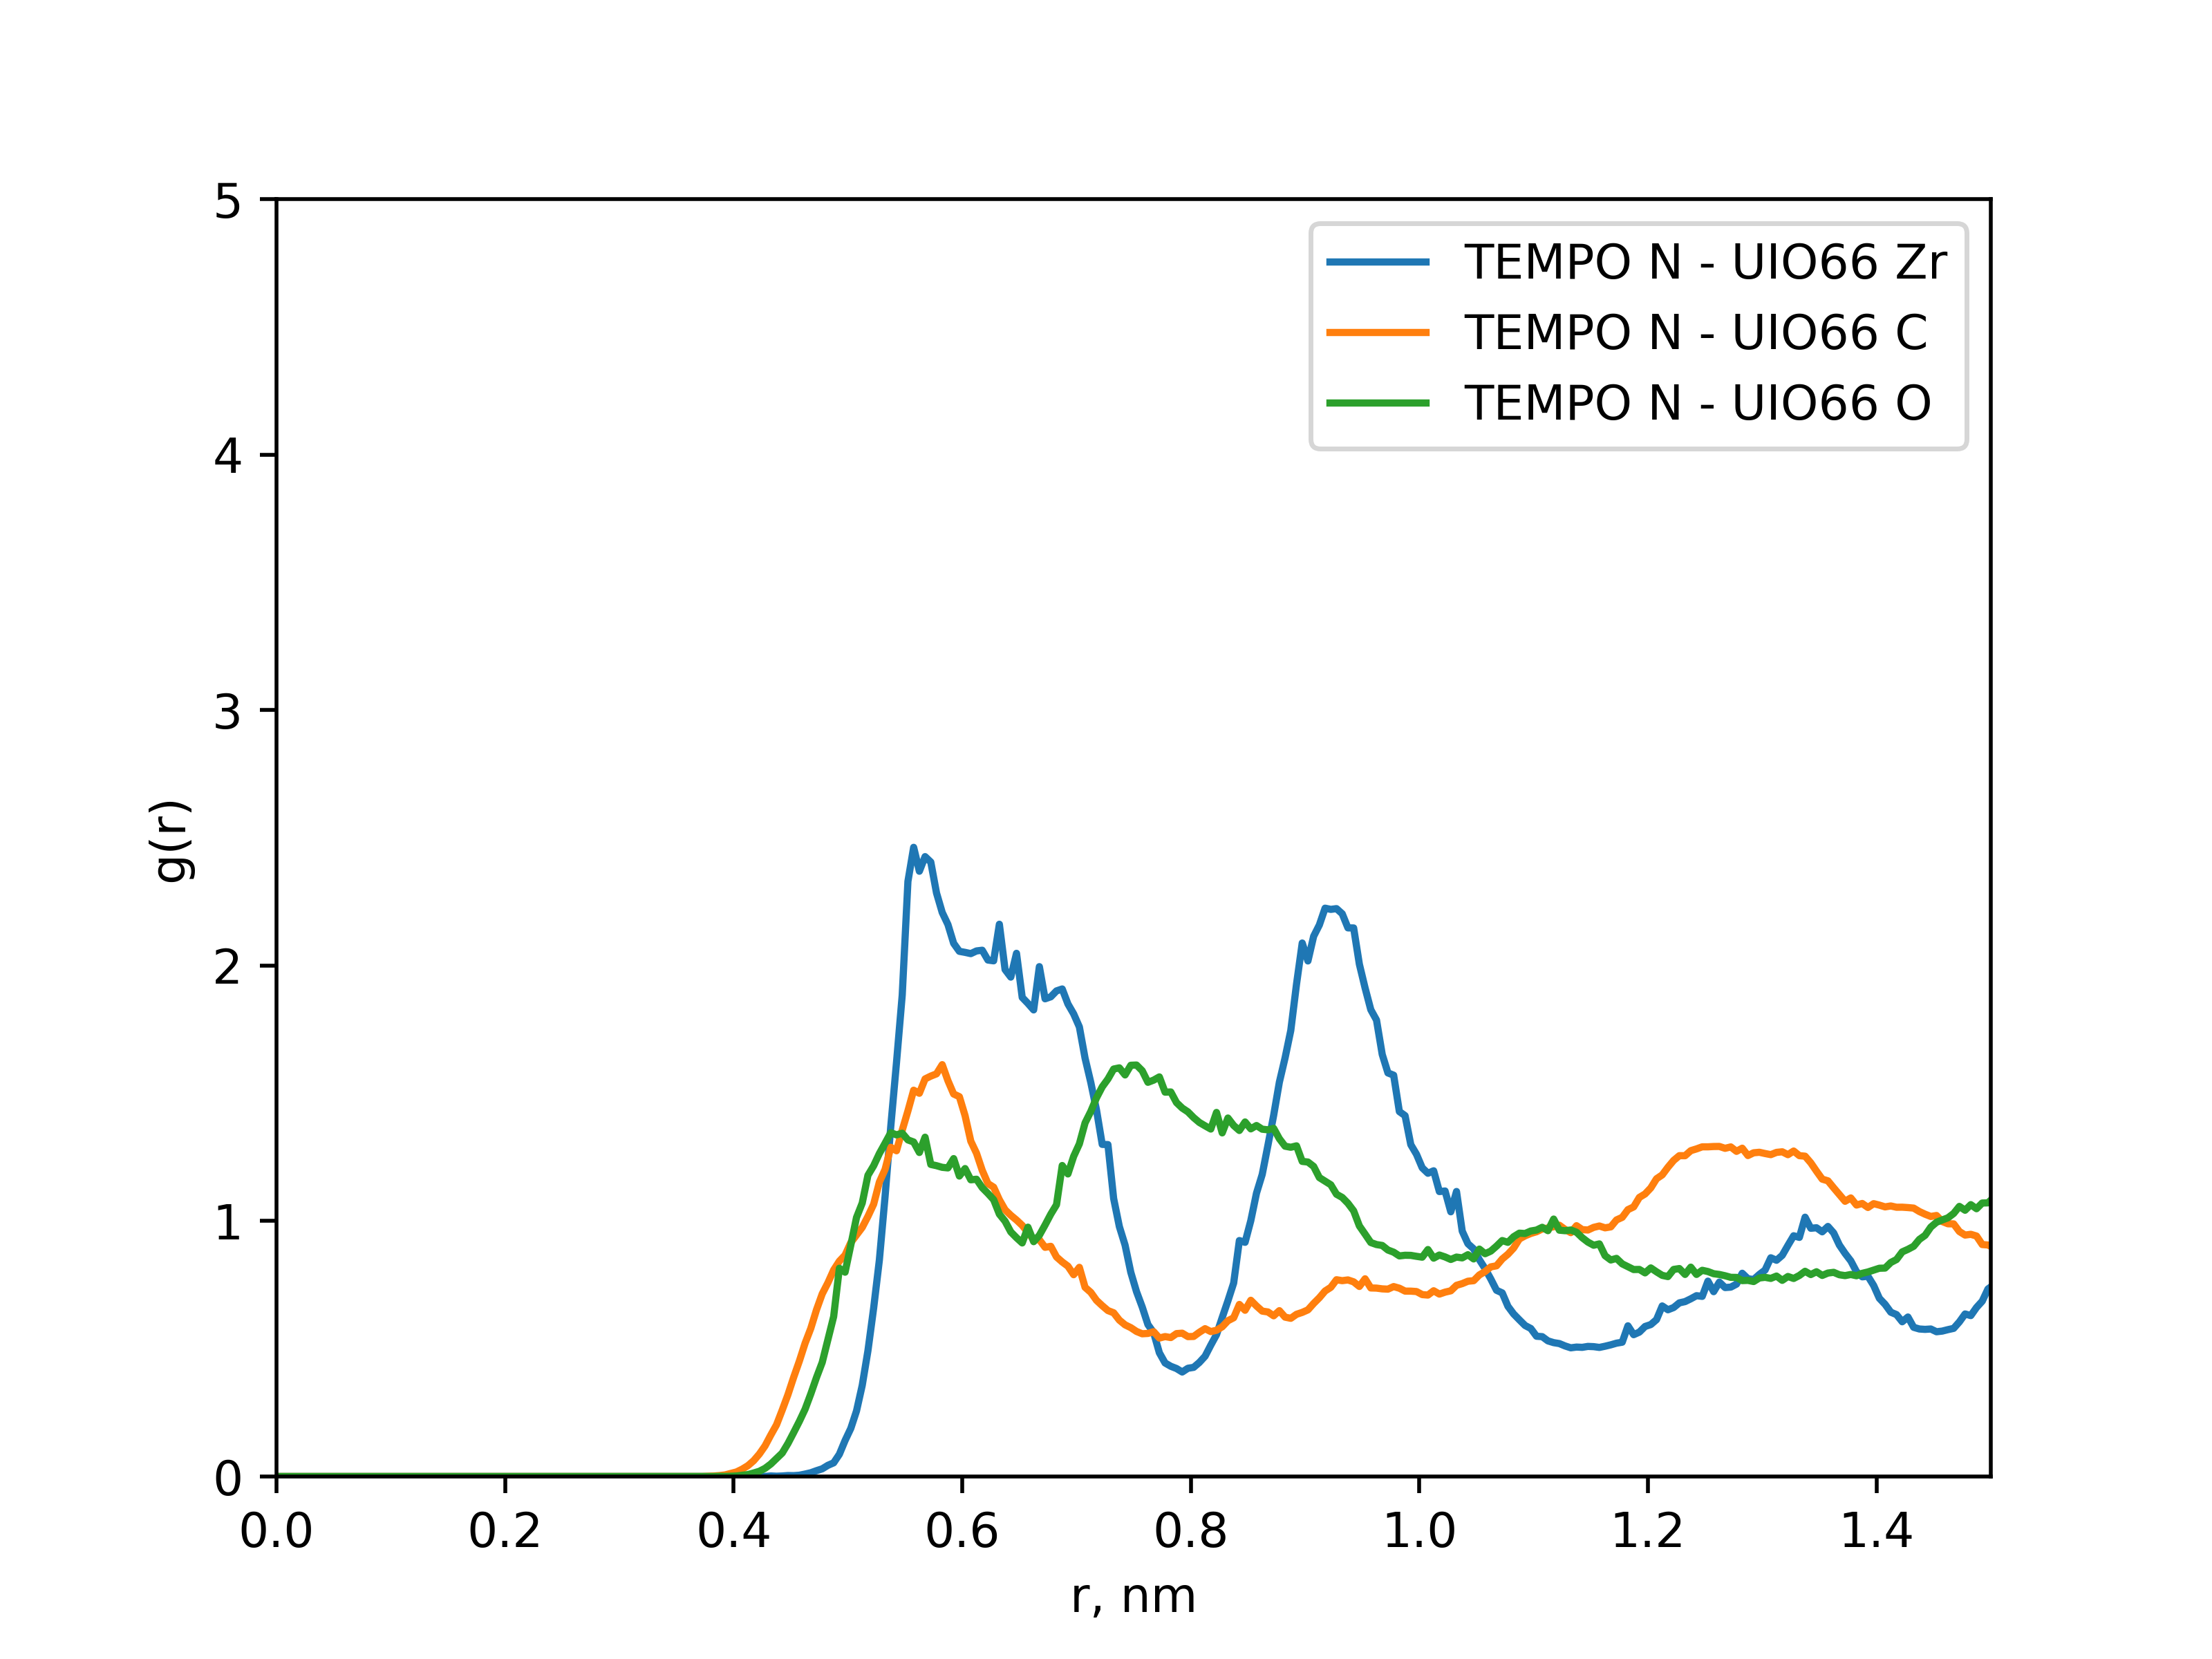 5
4
3
2
1
0
g(r)
TEMPO N - UIO66 Zr
TEMPO N - UIO66 C
TEMPO N - UIO66 O
0.0 0.2 0.4 0.6 0.8 1.0 1.2 1.4
r, nm